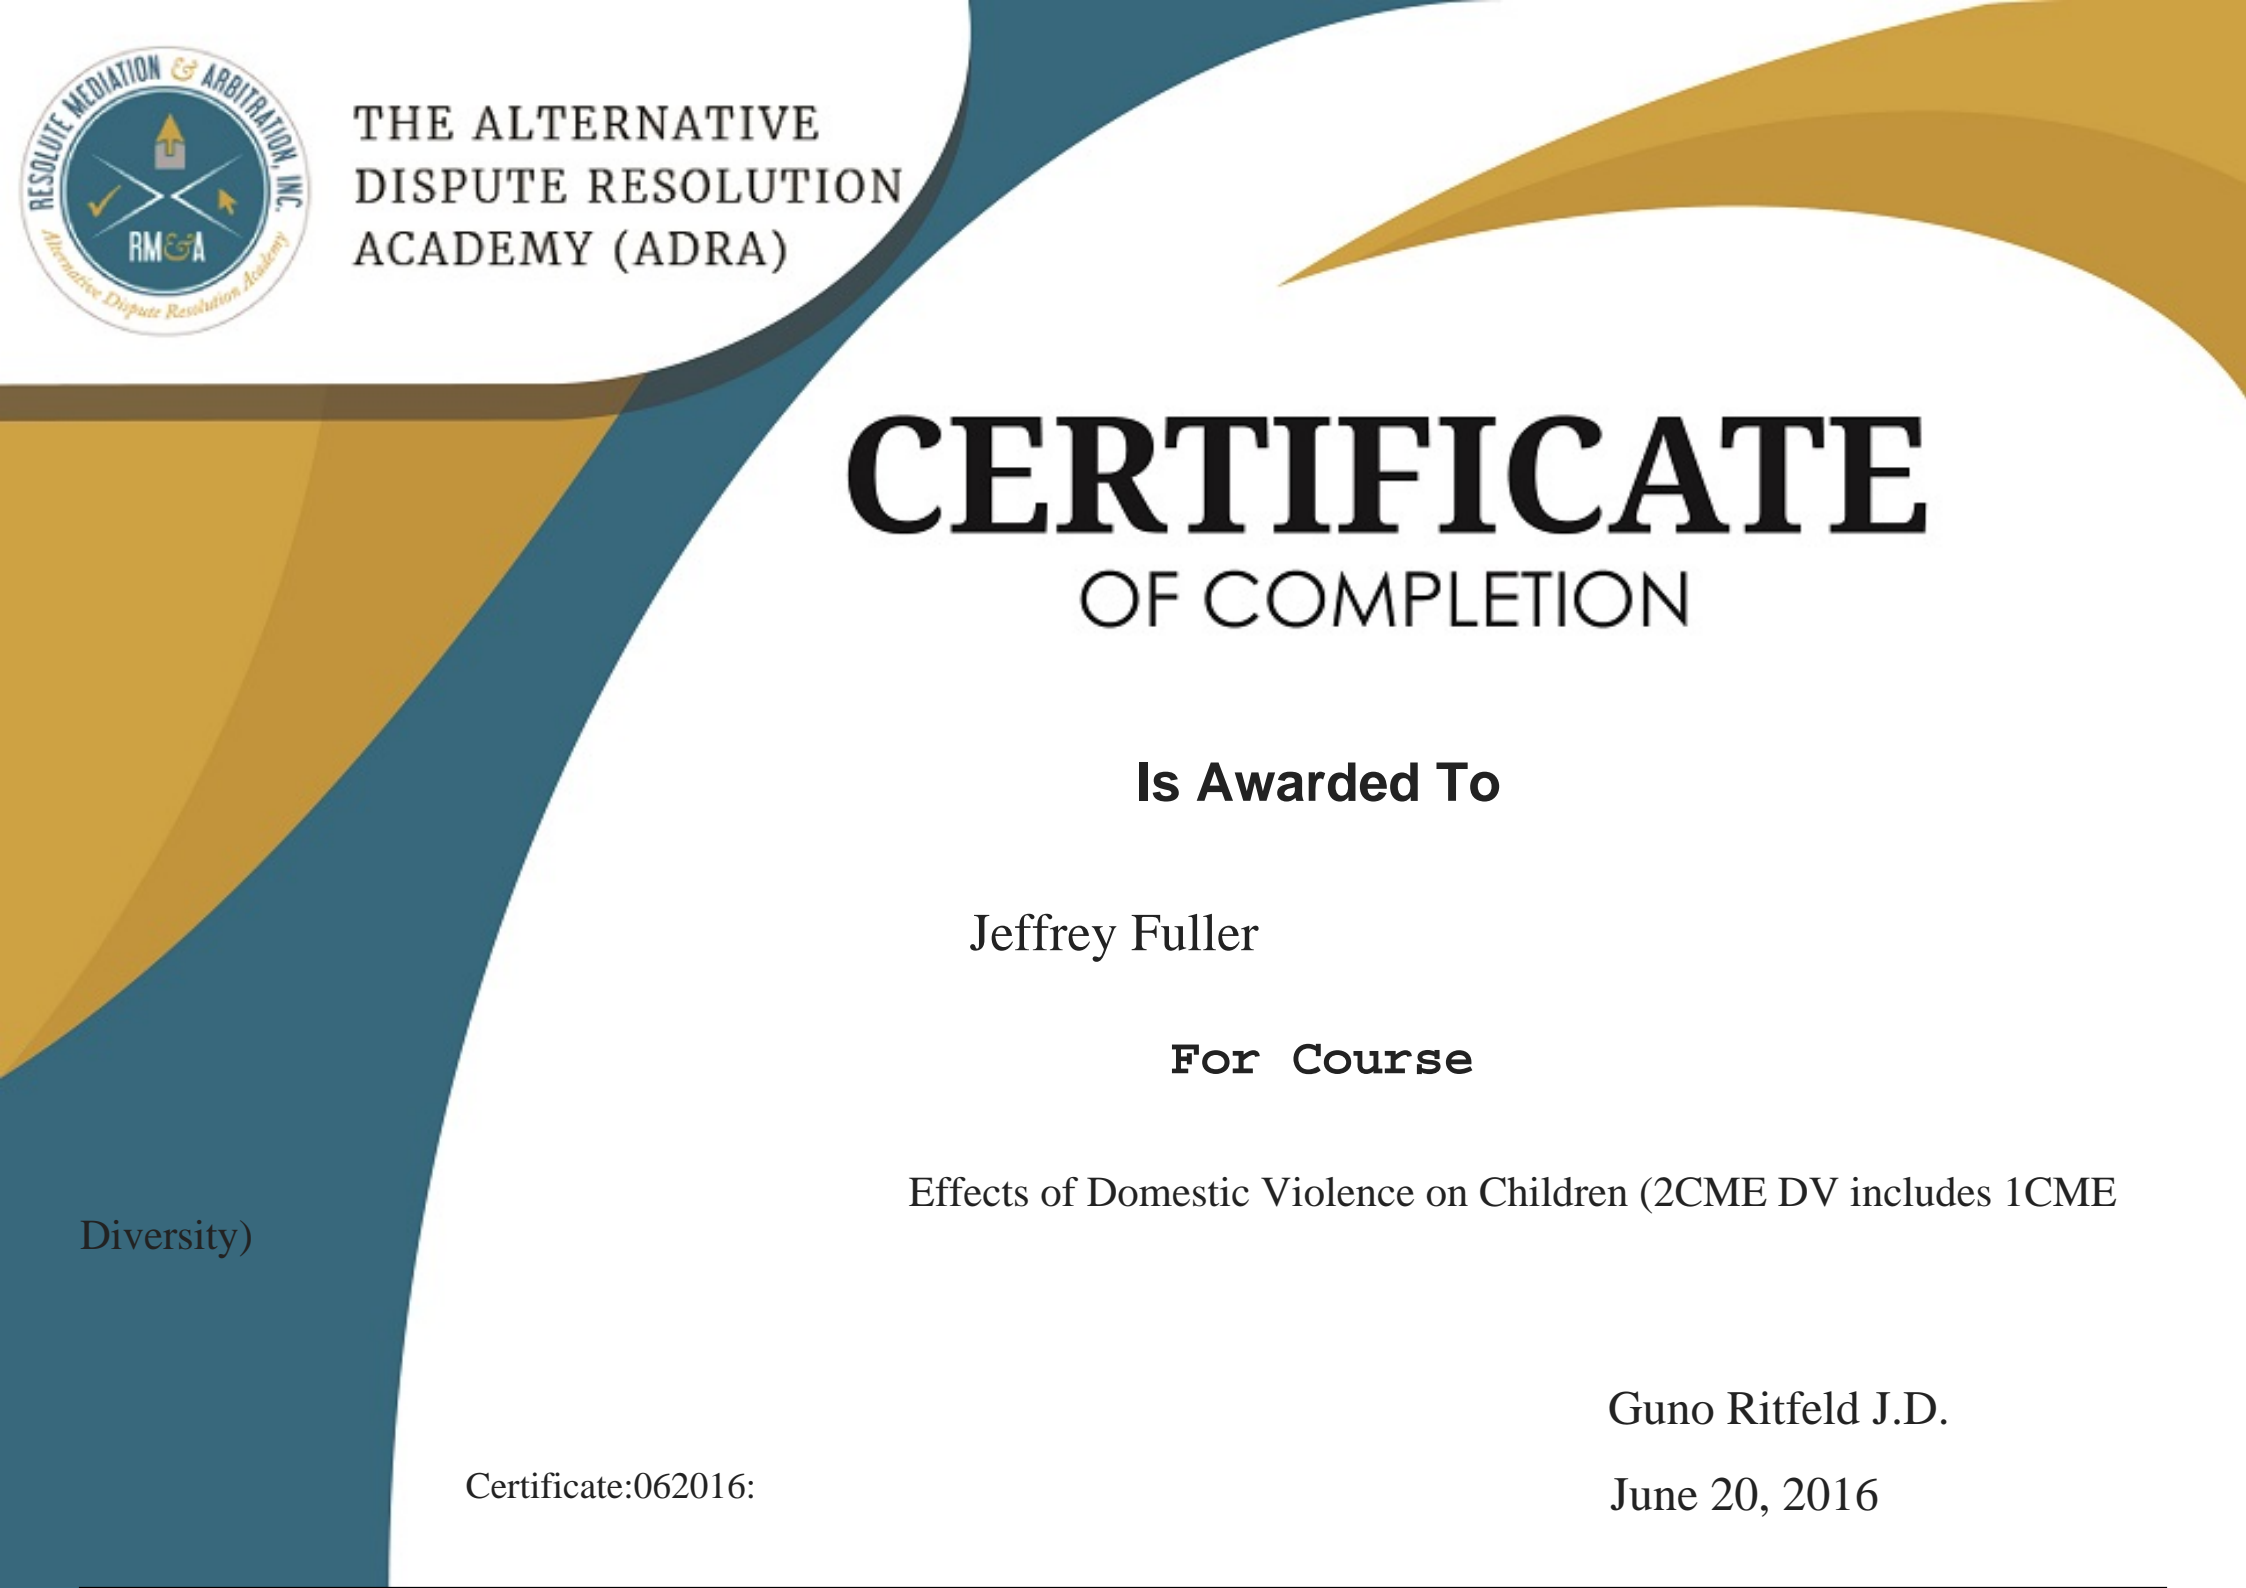 RESOLUTE MEDIATION & ARBITRATION, INC.
RM&A
Alternative Dispute Resolution Academy
THE ALTERNATIVE
DISPUTE RESOLUTION
ACADEMY (ADRA)
CERTIFICATE
OF COMPLETION
Is Awarded To
Jeffrey Fuller
For Course
Effects of Domestic Violence on Children (2CME DV includes 1CME
Diversity)
Guno Ritfeld J.D.
Certificate:062016:
June 20, 2016